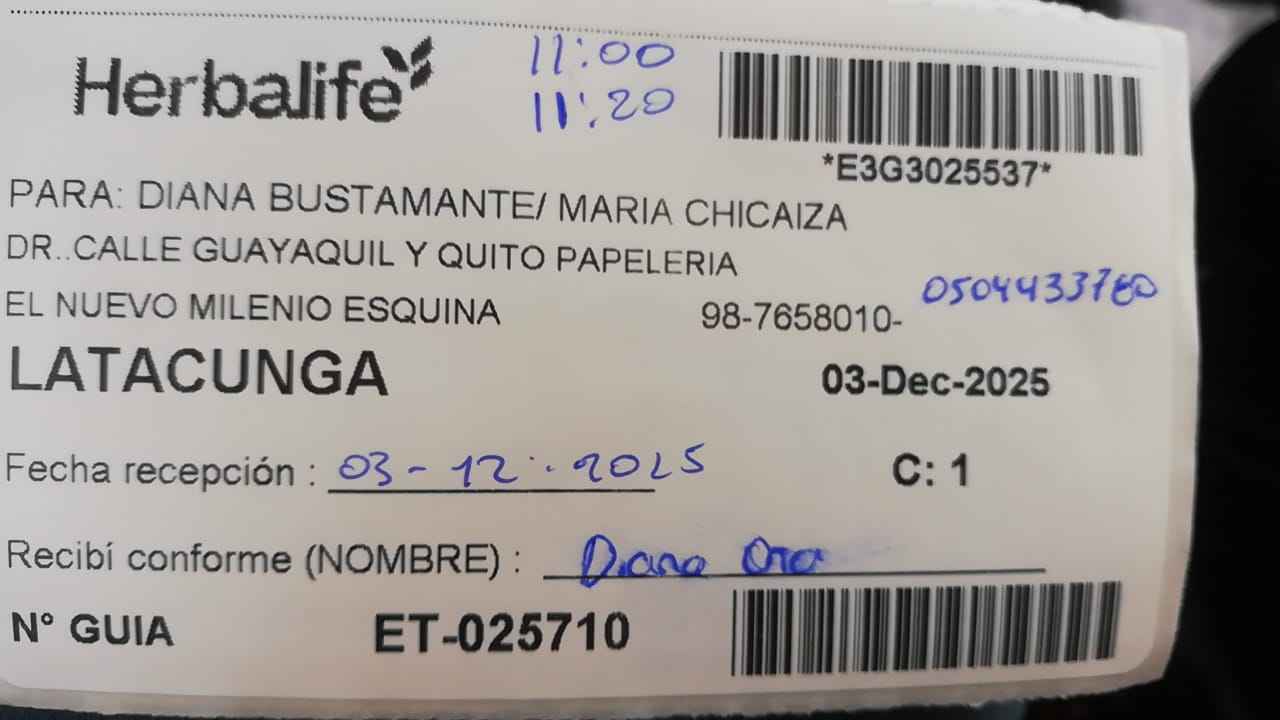 Herbalife
11:00
11:20
*E3G3025537*
PARA: DIANA BUSTAMANTE/ MARIA CHICAIZA
DR..CALLE GUAYAQUIL Y QUITO PAPELERIA
EL NUEVO MILENIO ESQUINA 98-7658010- 0504433760
LATACUNGA 03-Dec-2025
Fecha recepción : 03-12-2025 C: 1
Recibí conforme (NOMBRE) : Diana
N° GUIA ET-025710